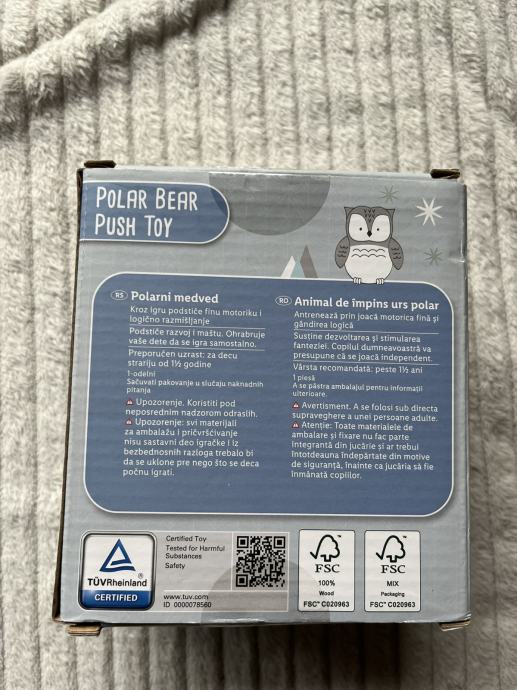 POLAR BEAR
PUSH TOY
RS Polarni medved
Kroz igru podstiče finu motoriku i
logično razmišljanje
Podstiče razvoj i maštu. Ohrabruje
vaše dete da se igra samostalno.
Preporučen uzrast: za decu
strariju od 1½ godine
1-odelni
Sačuvati pakovanje u slučaju naknadnih
pitanja
Upozorenje. Koristiti pod
neposrednim nadzorom odraslih.
Upozorenje: svi materijali
za ambalažu i pričvršćivanje
nisu sastavni deo igračke i iz
bezbednosnih razloga trebalo bi
da se uklone pre nego što se deca
počnu igrati.
RO Animal de împins urs polar
Antrenează prin joacă motorica fină și
gândirea logică
Susține dezvoltarea și stimularea
fanteziei. Copilul dumneavoastră va
presupune că se joacă independent.
Vârsta recomandată: peste 1½ ani
1 piesă
A se păstra ambalajul pentru informații
ulterioare.
Avertisment. A se folosi sub directa
supraveghere a unei persoane adulte.
Atenție: Toate materialele de
ambalare și fixare nu fac parte
integrantă din jucărie și ar trebui
întotdeauna îndepărtate din motive
de siguranță, înainte ca jucăria să fie
înmânată copiilor.
TÜVRheinland
CERTIFIED
Certified Toy
Tested for Harmful
Substances
Safety
www.tuv.com
ID 0000078560
FSC
100%
Wood
FSC™ C020963
FSC
MIX
Packaging
FSC™ C020963